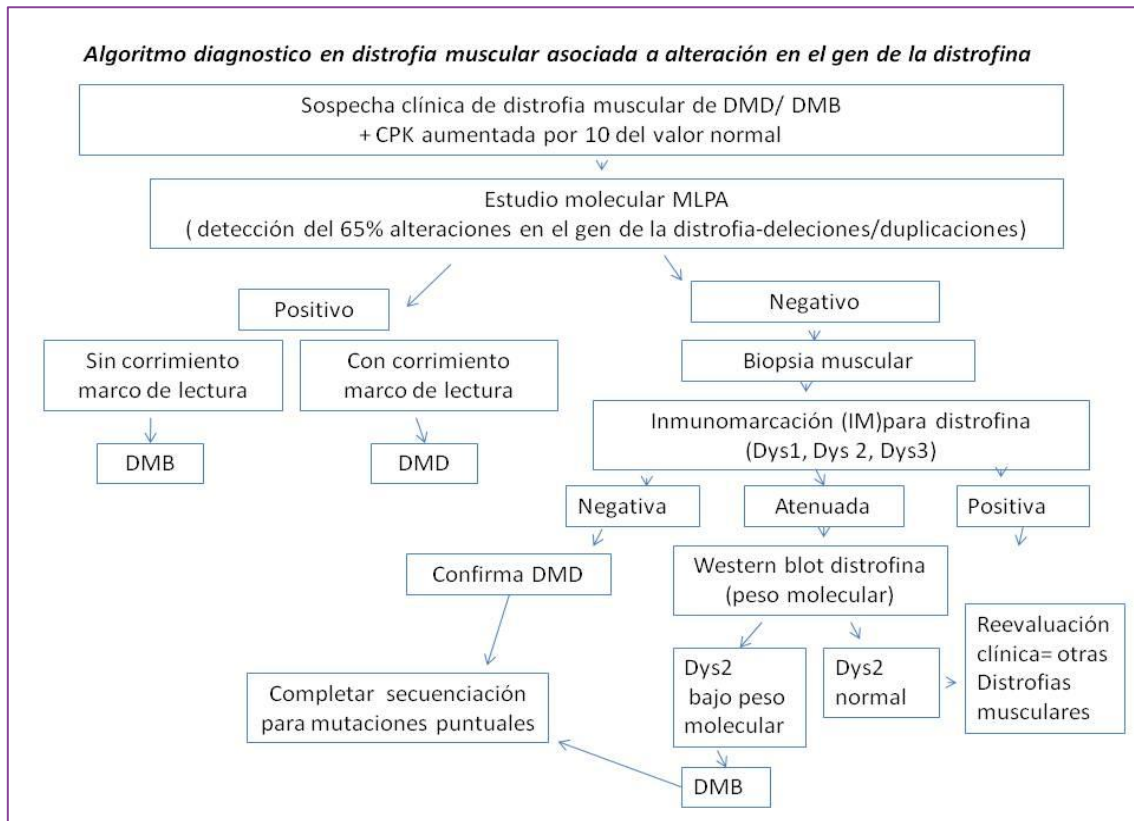 Algoritmo diagnostico en distrofia muscular asociada a alteración en el gen de la distrofina
Sospecha clínica de distrofia muscular de DMD/ DMB
+ CPK aumentada por 10 del valor normal
Estudio molecular MLPA
( detección del 65% alteraciones en el gen de la distrofia-deleciones/duplicaciones)
Positivo
Negativo
Sin corrimiento
marco de lectura
Con corrimiento
marco de lectura
Biopsia muscular
DMB
DMD
Inmunomarcación (IM)para distrofina
(Dys1, Dys 2, Dys3)
Negativa
Atenuada
Positiva
Confirma DMD
Western blot distrofina
(peso molecular)
Completar secuenciación
para mutaciones puntuales
Dys2
bajo peso
molecular
Dys2
normal
Reevaluación
clínica= otras
Distrofias
musculares
DMB